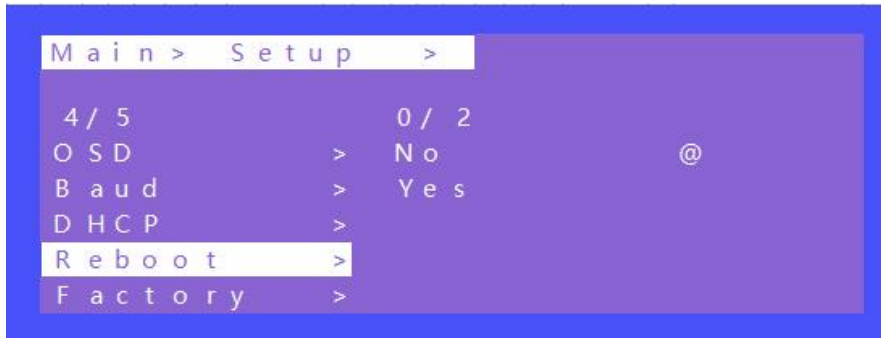 Main> Setup >
4/5 0/ 2
OSD > No @
Baud > Yes
DHCP >
Reboot >
Factory >